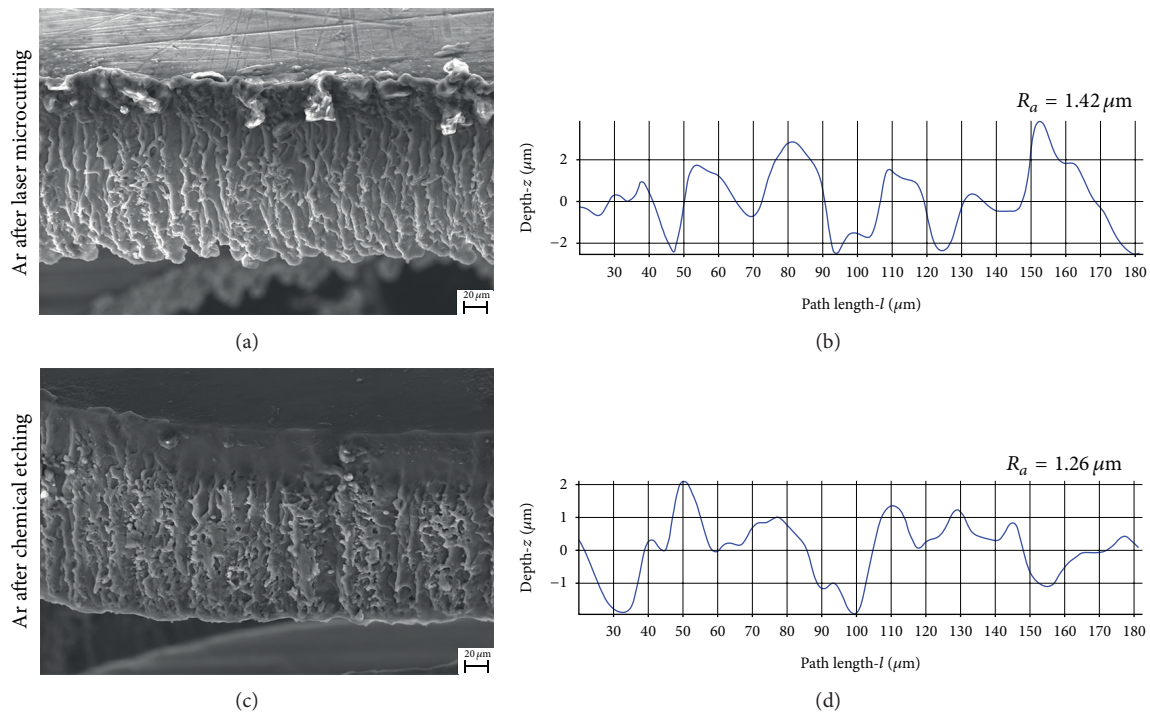 Ar after laser microcutting
20 μm
(a)
R_a = 1.42 μm
Depth-z (μm)
2
0
−2
30 40 50 60 70 80 90 100 110 120 130 140 150 160 170 180
Path length-l (μm)
(b)
Ar after chemical etching
20 μm
(c)
R_a = 1.26 μm
Depth-z (μm)
2
1
0
−1
30 40 50 60 70 80 90 100 110 120 130 140 150 160 170 180
Path length-l (μm)
(d)